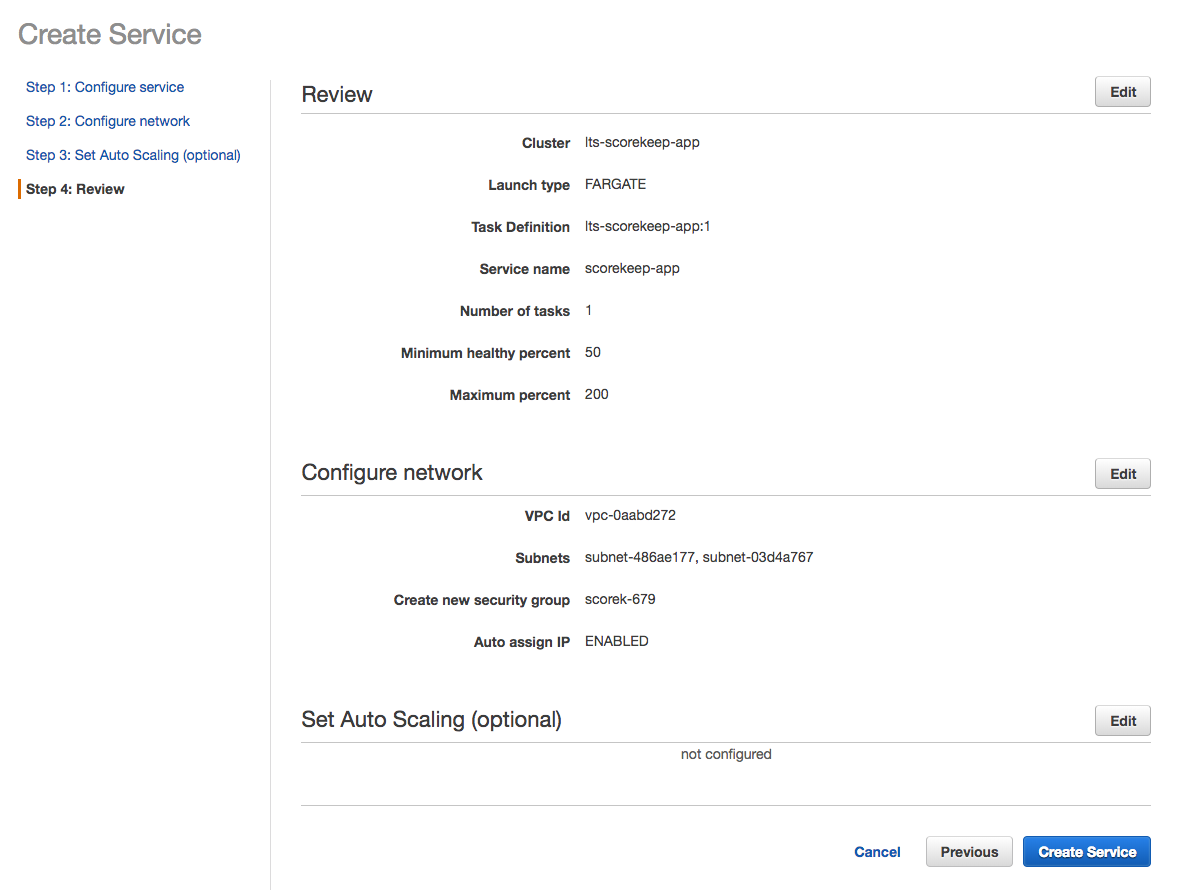 Create Service
Step 1: Configure service
Step 2: Configure network
Step 3: Set Auto Scaling (optional)
Step 4: Review
Review
Edit
Cluster lts-scorekeep-app
Launch type FARGATE
Task Definition lts-scorekeep-app:1
Service name scorekeep-app
Number of tasks 1
Minimum healthy percent 50
Maximum percent 200
Configure network
Edit
VPC Id vpc-0aabd272
Subnets subnet-486ae177, subnet-03d4a767
Create new security group scorek-679
Auto assign IP ENABLED
Set Auto Scaling (optional)
Edit
not configured
Cancel Previous Create Service